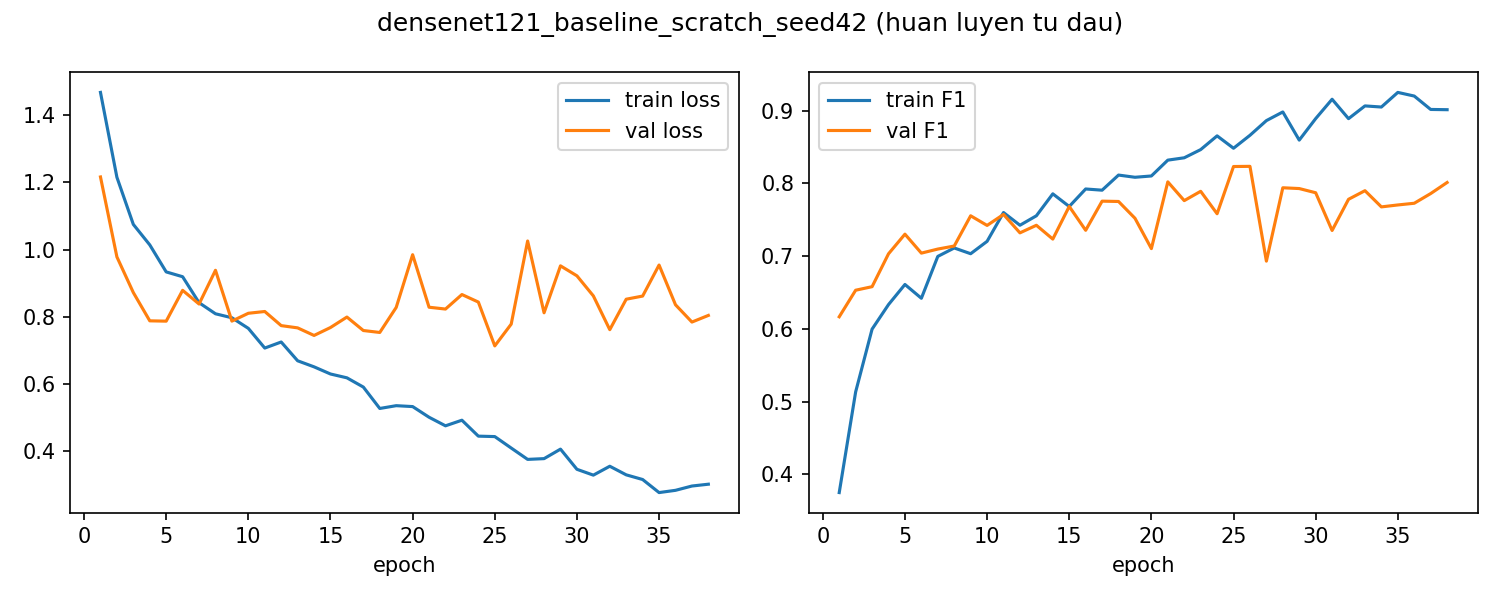 densenet121_baseline_scratch_seed42 (huan luyen tu dau)
train loss
val loss
1.4
1.2
1.0
0.8
0.6
0.4
0 5 10 15 20 25 30 35
epoch
train F1
val F1
0.9
0.8
0.7
0.6
0.5
0.4
0 5 10 15 20 25 30 35
epoch